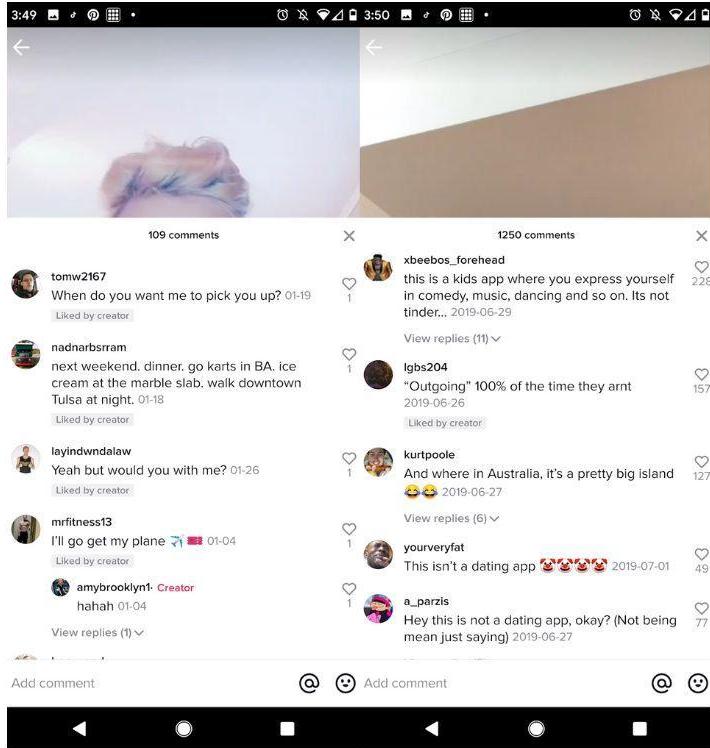 3:49
109 comments
tomw2167
When do you want me to pick you up? 01-19
1
Liked by creator
nadnarbsrram
next weekend. dinner. go karts in BA. ice
cream at the marble slab. walk downtown
Tulsa at night. 01-18
1
Liked by creator
layindwndalaw
Yeah but would you with me? 01-26
1
Liked by creator
mrfitness13
I'll go get my plane ✈️ 🎟️ 01-04
1
Liked by creator
amybrooklyn1· Creator
hahah 01-04
1
View replies (1)
Add comment
3:50
1250 comments
xbeebos_forehead
this is a kids app where you express yourself
in comedy, music, dancing and so on. Its not
tinder... 2019-06-29
228
View replies (11)
lgbs204
“Outgoing” 100% of the time they arnt
2019-06-26
157
Liked by creator
kurtpoole
And where in Australia, it's a pretty big island
😂😂 2019-06-27
127
View replies (6)
yourveryfat
This isn't a dating app 🤡🤡🤡🤡 2019-07-01
49
a_parzis
Hey this is not a dating app, okay? (Not being
mean just saying) 2019-06-27
77
Add comment